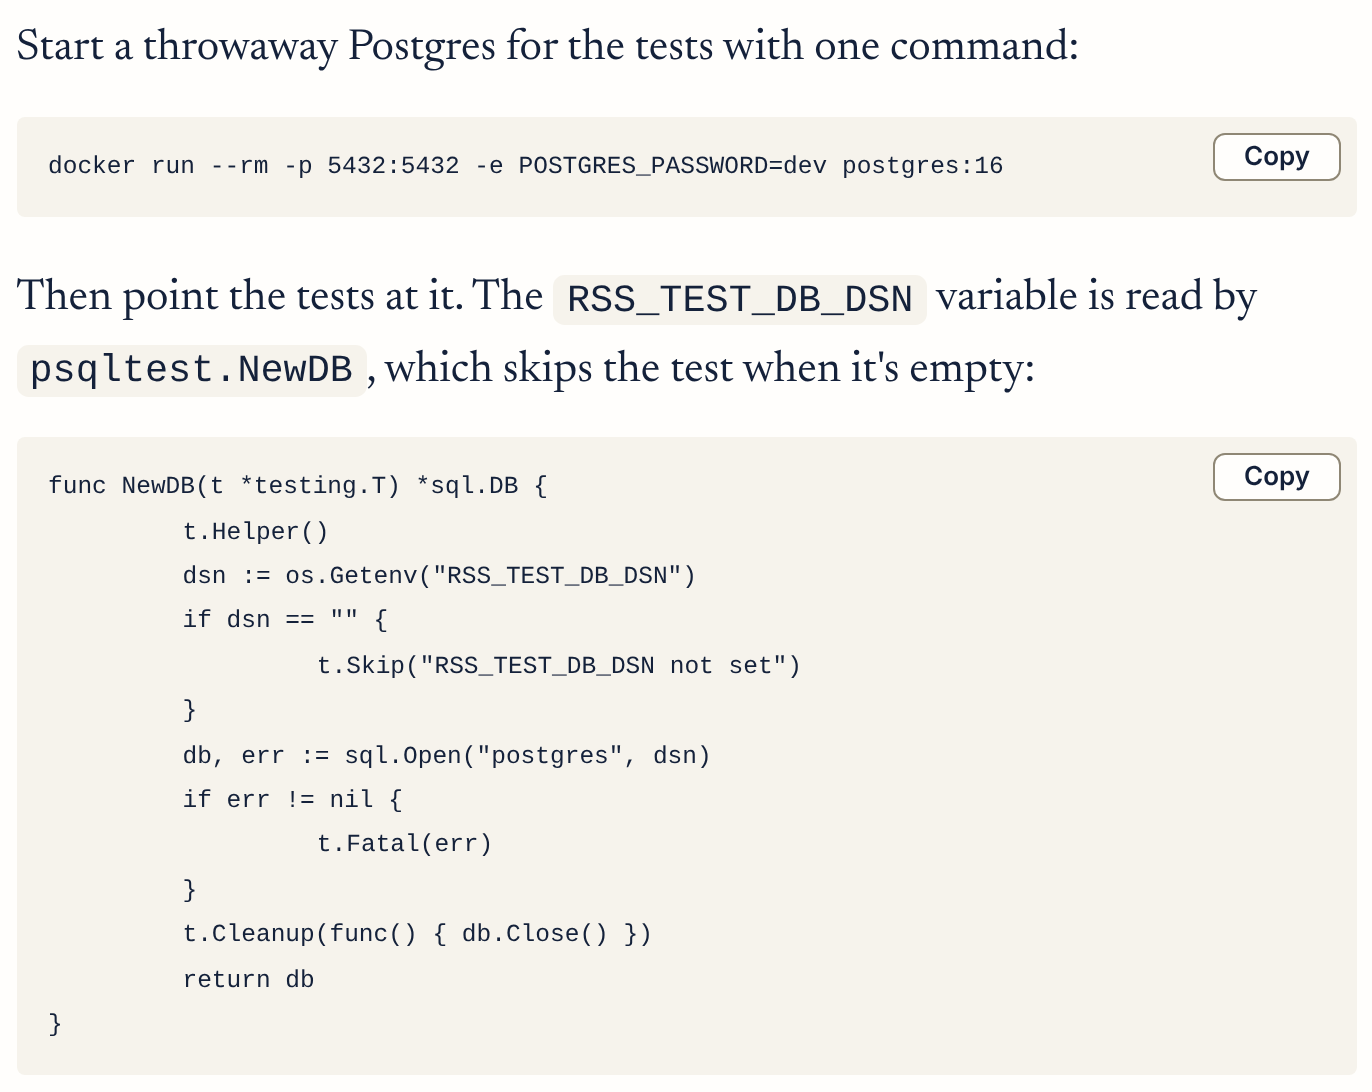 Start a throwaway Postgres for the tests with one command:
docker run --rm -p 5432:5432 -e POSTGRES_PASSWORD=dev postgres:16
Copy
Then point the tests at it. The RSS_TEST_DB_DSN variable is read by
psqltest.NewDB, which skips the test when it's empty:
Copy
func NewDB(t *testing.T) *sql.DB {
	t.Helper()
	dsn := os.Getenv("RSS_TEST_DB_DSN")
	if dsn == "" {
		t.Skip("RSS_TEST_DB_DSN not set")
	}
	db, err := sql.Open("postgres", dsn)
	if err != nil {
		t.Fatal(err)
	}
	t.Cleanup(func() { db.Close() })
	return db
}